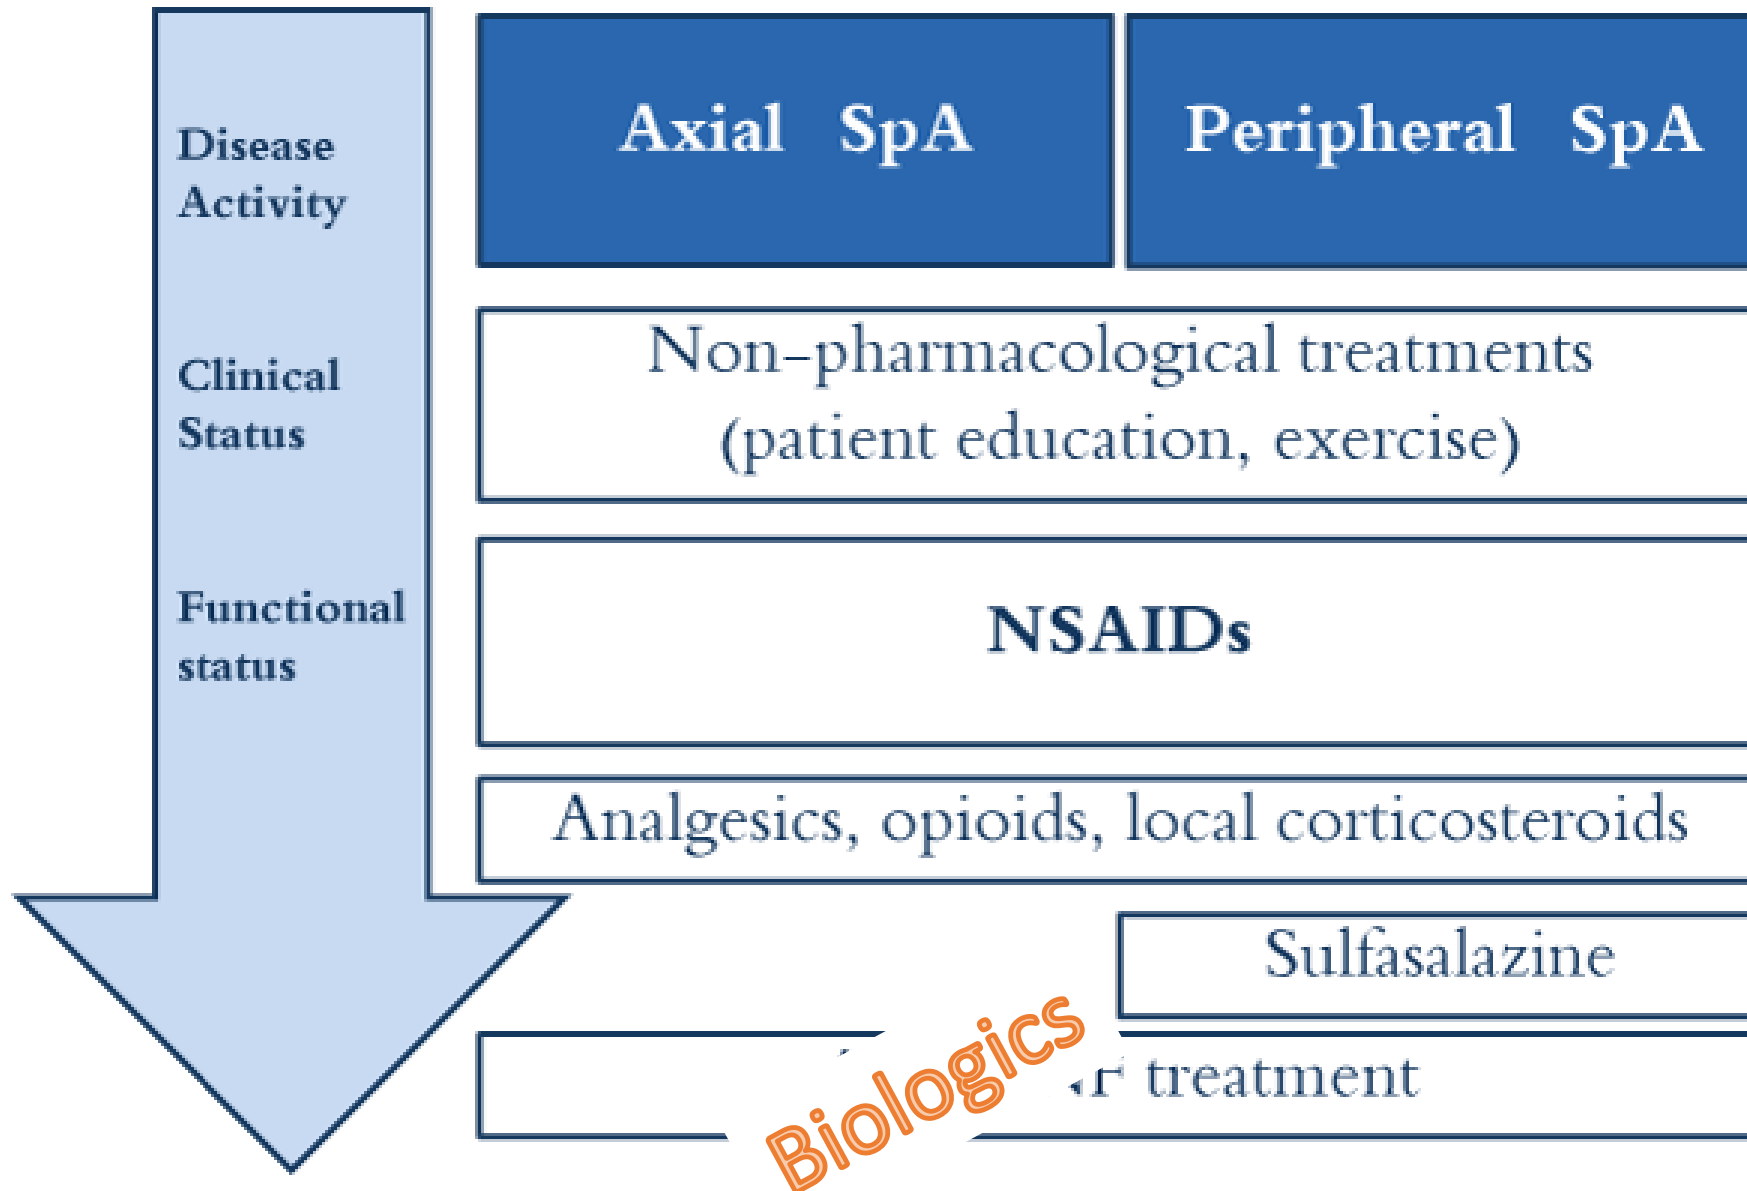 Disease
Activity
Clinical
Status
Functional
status
Axial SpA
Peripheral SpA
Non-pharmacological treatments
(patient education, exercise)
NSAIDs
Analgesics, opioids, local corticosteroids
Sulfasalazine
treatment
Biologics